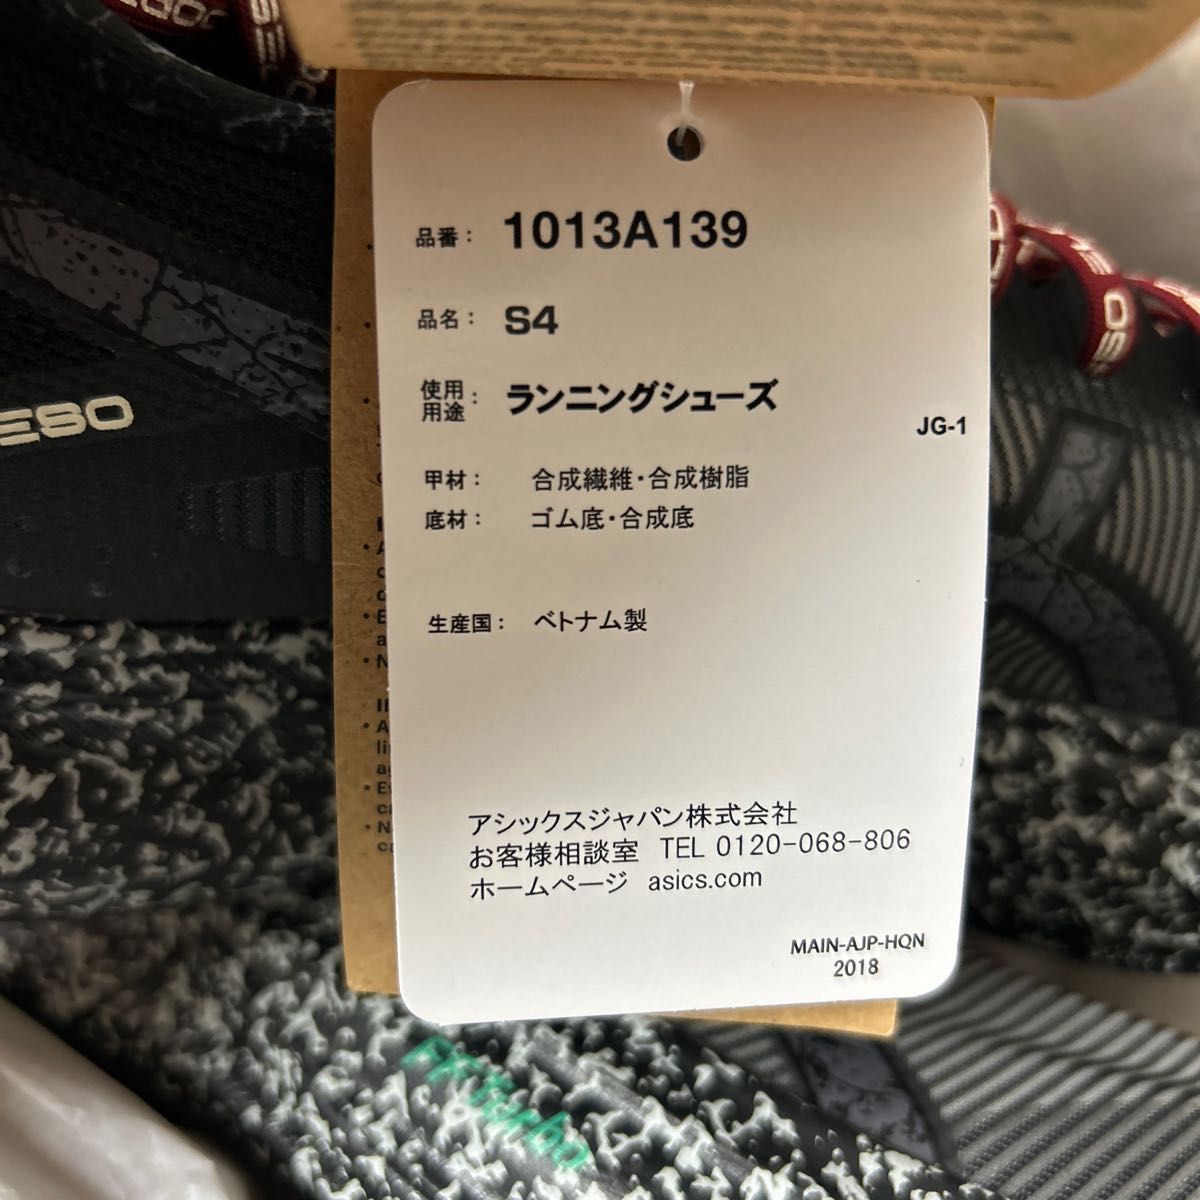 品番： 1013A139
品名： S4
使用用途： ランニングシューズ
JG-1
甲材： 合成繊維・合成樹脂
底材： ゴム底・合成底
生産国： ベトナム製
アシックスジャパン株式会社
お客様相談室 TEL 0120-068-806
ホームページ asics.com
MAIN-AJP-HQN
2018
ESO
FF turbo